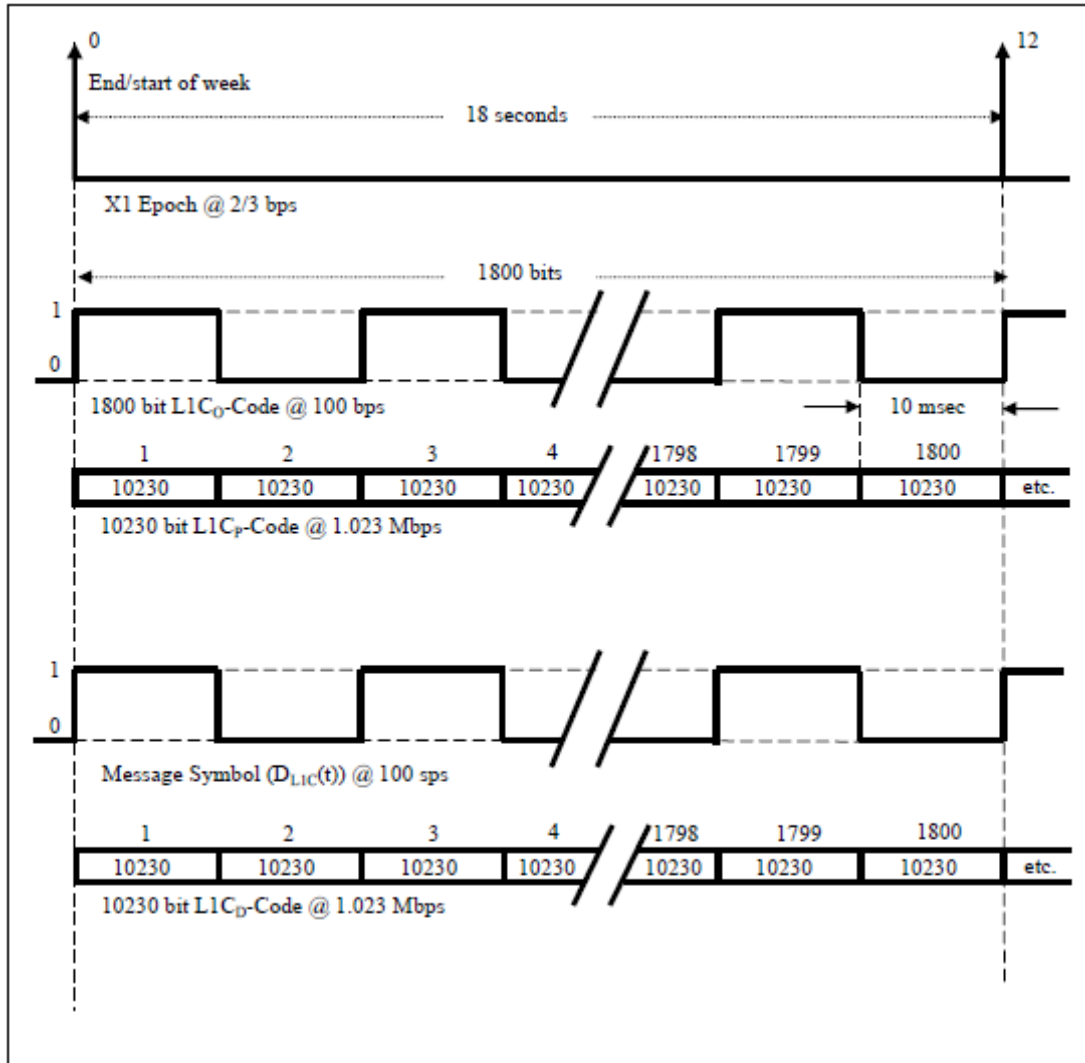 0 12
End/start of week
18 seconds
X1 Epoch @ 2/3 bps
1800 bits
1
0
1800 bit L1C₀-Code @ 100 bps
10 msec
1 2 3 4 1798 1799 1800
10230 10230 10230 10230 10230 10230 10230 etc.
10230 bit L1Cₚ-Code @ 1.023 Mbps
1
0
Message Symbol (D_L1C(t)) @ 100 sps
1 2 3 4 1798 1799 1800
10230 10230 10230 10230 10230 10230 10230 etc.
10230 bit L1C_D-Code @ 1.023 Mbps